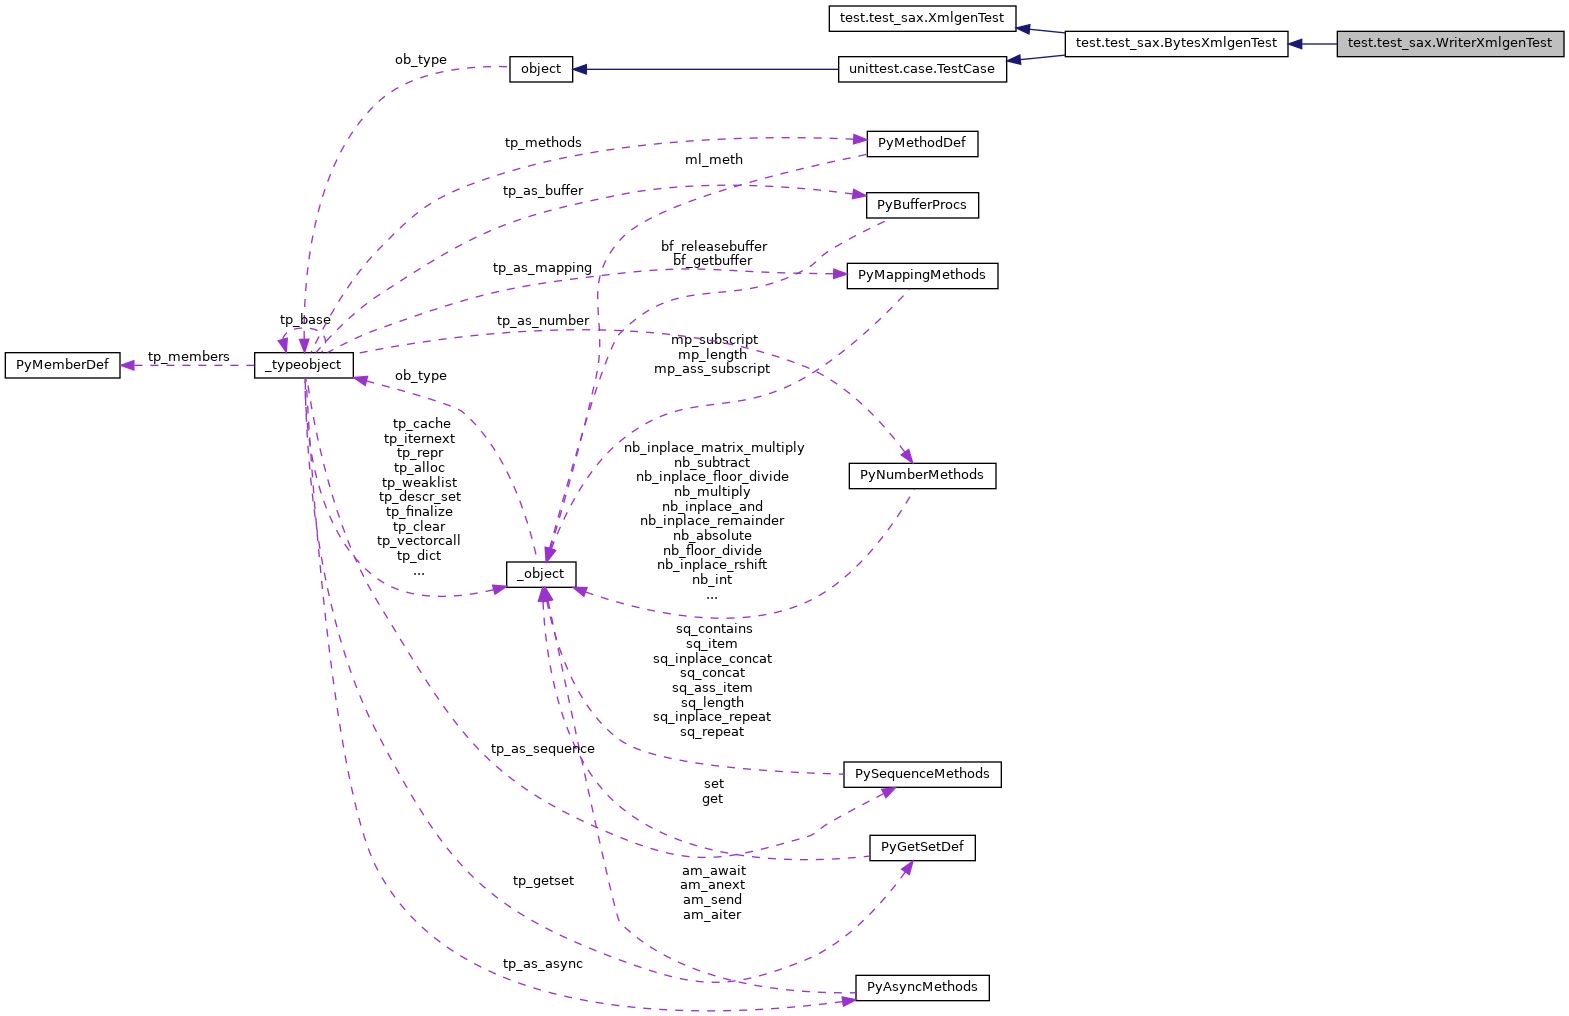 test.test_sax.XmlgenTest
test.test_sax.BytesXmlgenTest
test.test_sax.WriterXmlgenTest
ob_type
object
unittest.case.TestCase
tp_methods
PyMethodDef
ml_meth
tp_as_buffer
PyBufferProcs
bf_releasebuffer
bf_getbuffer
tp_as_mapping
PyMappingMethods
tp_base
tp_as_number
mp_subscript
mp_length
mp_ass_subscript
PyMemberDef
tp_members
_typeobject
ob_type
tp_cache
tp_iternext
tp_repr
tp_alloc
tp_weaklist
tp_descr_set
tp_finalize
tp_clear
tp_vectorcall
tp_dict
...
nb_inplace_matrix_multiply
nb_subtract
nb_inplace_floor_divide
nb_multiply
nb_inplace_and
nb_inplace_remainder
nb_absolute
nb_floor_divide
nb_inplace_rshift
nb_int
...
PyNumberMethods
_object
sq_contains
sq_item
sq_inplace_concat
sq_concat
sq_ass_item
sq_length
sq_inplace_repeat
sq_repeat
tp_as_sequence
PySequenceMethods
set
get
PyGetSetDef
tp_getset
am_await
am_anext
am_send
am_aiter
tp_as_async
PyAsyncMethods